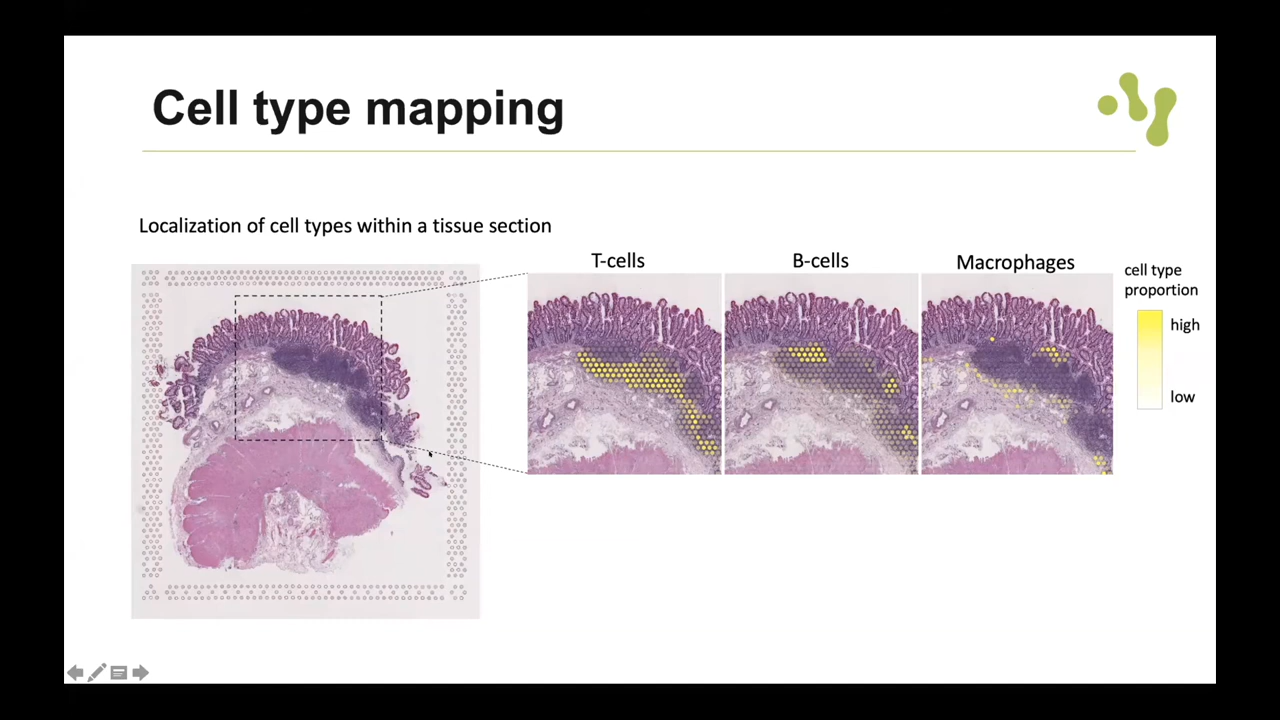 Cell type mapping
Localization of cell types within a tissue section
T-cells
B-cells
Macrophages
cell type
proportion
high
low